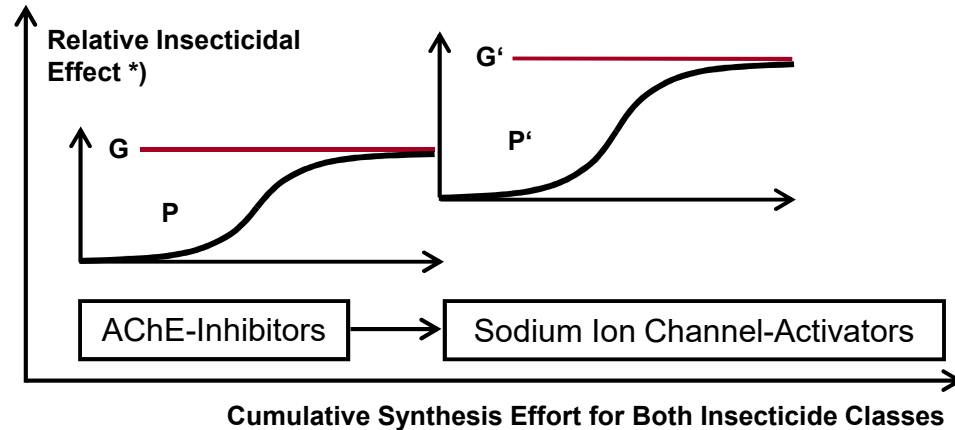 Relative Insecticidal
Effect *)
G
P
G‘
P‘
AChE-Inhibitors
Sodium Ion Channel-Activators
Cumulative Synthesis Effort for Both Insecticide Classes